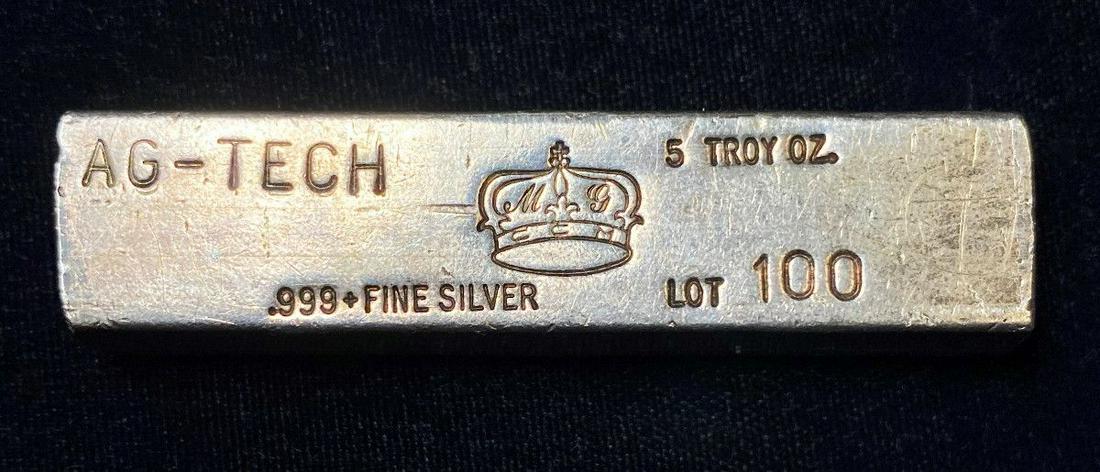 AG-TECH
M G
5 TROY OZ.
.999+FINE SILVER
LOT 100